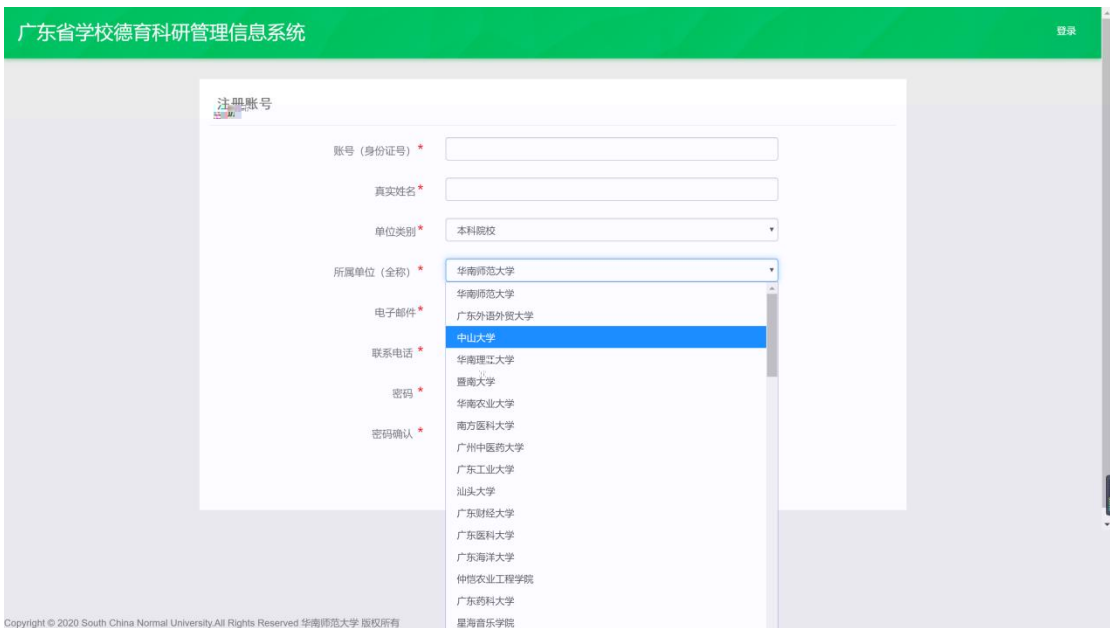 广东省学校德育科研管理信息系统
登录
注册账号
账号（身份证号）*
真实姓名*
单位类别* 本科院校
所属单位（全称）* 华南师范大学
华南师范大学
电子邮件*
广东外语外贸大学
中山大学
联系电话 *
华南理工大学
暨南大学
密码 *
华南农业大学
南方医科大学
密码确认 *
广州中医药大学
广东工业大学
汕头大学
广东财经大学
广东医科大学
广东海洋大学
仲恺农业工程学院
广东药科大学
星海音乐学院
Copyright © 2020 South China Normal University.All Rights Reserved 华南师范大学 版权所有